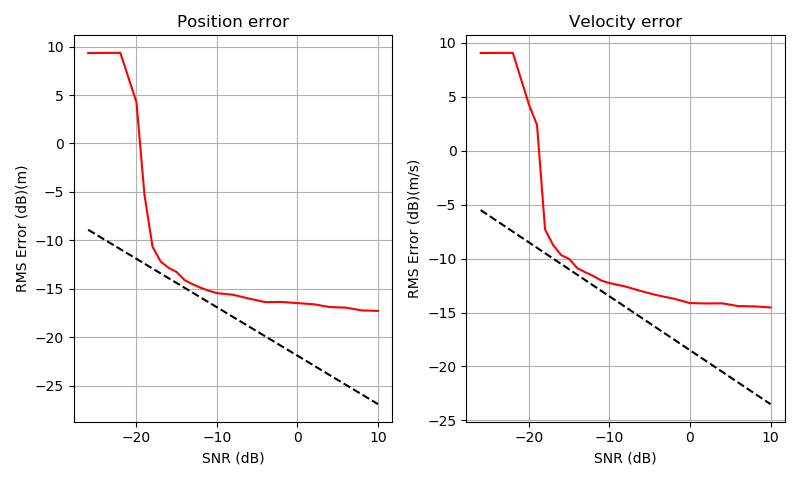 Position error
10
5
0
−5
−10
−15
−20
−25
RMS Error (dB)(m)
−20 −10 0 10
SNR (dB)
Velocity error
10
5
0
−5
−10
−15
−20
−25
RMS Error (dB)(m/s)
−20 −10 0 10
SNR (dB)